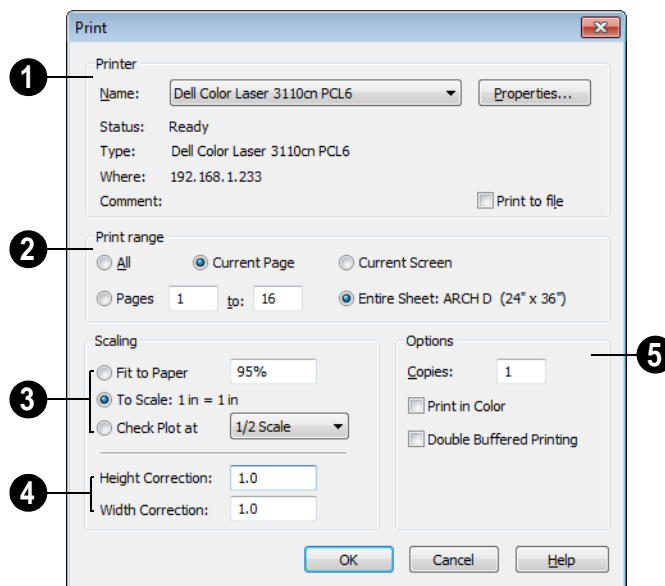 Print
1
Printer
Name: Dell Color Laser 3110cn PCL6 Properties...
Status: Ready
Type: Dell Color Laser 3110cn PCL6
Where: 192.168.1.233
Comment: Print to file
2
Print range
All Current Page Current Screen
Pages 1 to: 16 Entire Sheet: ARCH D (24" x 36")
Scaling
3
Fit to Paper 95%
To Scale: 1 in = 1 in
Check Plot at 1/2 Scale
4
Height Correction: 1.0
Width Correction: 1.0
Options
5
Copies: 1
Print in Color
Double Buffered Printing
OK Cancel Help